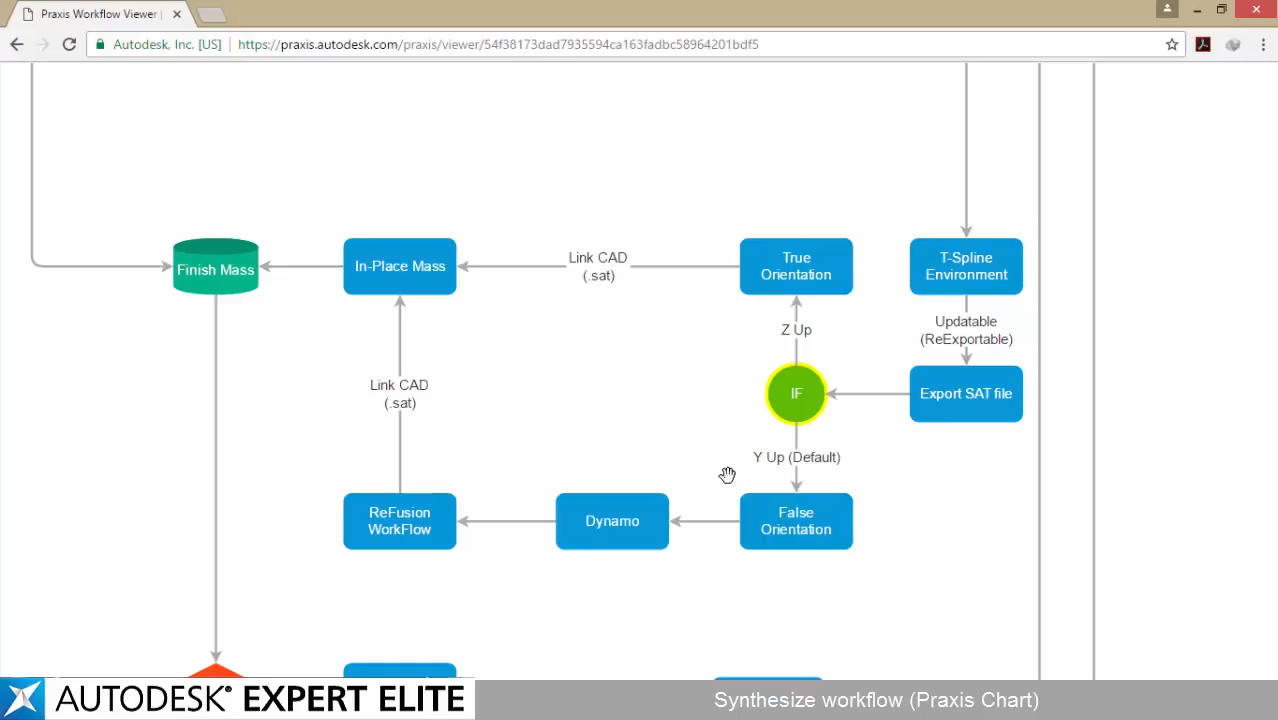 Praxis Workflow Viewer |
Autodesk, Inc. [US]
https://praxis.autodesk.com/praxis/viewer/54f38173dad7935594ca163fadbc58964201bdf5
Finish Mass
In-Place Mass
Link CAD
(.sat)
True
Orientation
T-Spline
Environment
Z Up
Updatable
(ReExportable)
Link CAD
(.sat)
IF
Export SAT file
Y Up (Default)
ReFusion
WorkFlow
Dynamo
False
Orientation
AUTODESK® EXPERT ELITE
Synthesize workflow (Praxis Chart)